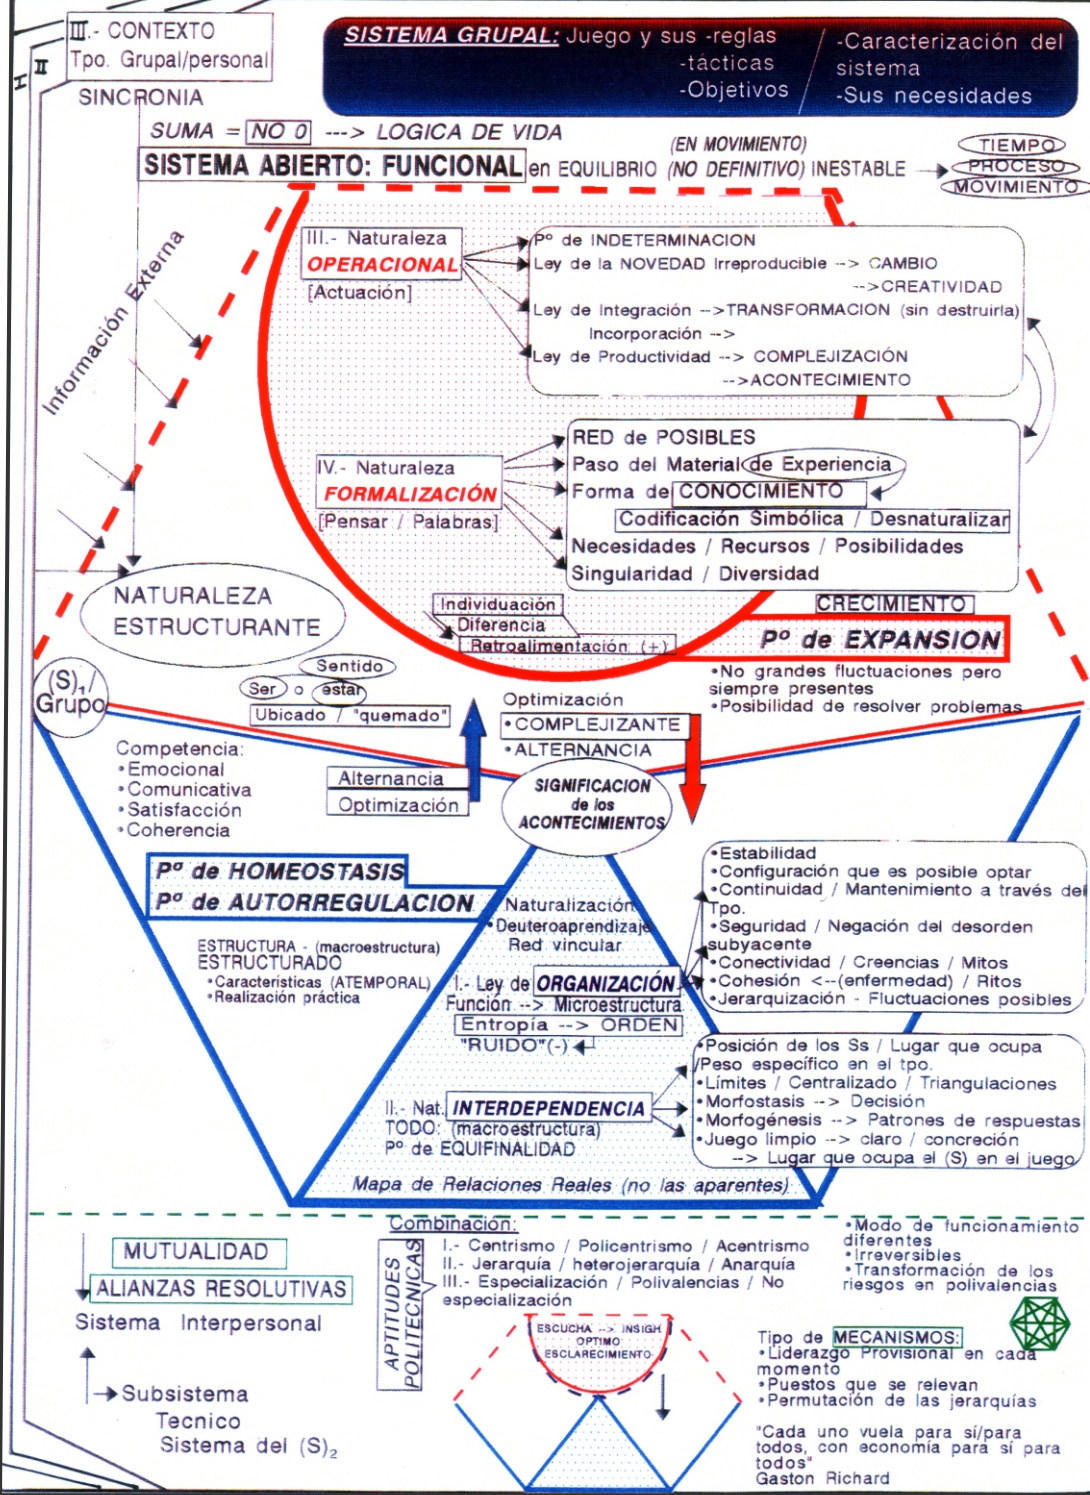 III.- CONTEXTO
Tpo. Grupal/personal
II
I
SINCRONIA
SISTEMA GRUPAL: Juego y sus -reglas
-tácticas
-Objetivos
/
-Caracterización del
sistema
-Sus necesidades
SUMA = NO 0 ---> LOGICA DE VIDA
SISTEMA ABIERTO: FUNCIONAL en EQUILIBRIO (NO DEFINITIVO) INESTABLE
(EN MOVIMIENTO)
TIEMPO
PROCESO
MOVIMIENTO
Información Externa
III.- Naturaleza
OPERACIONAL
[Actuación]
Pº de INDETERMINACION
Ley de la NOVEDAD Irreproducible --> CAMBIO
-->CREATIVIDAD
Ley de Integración -->TRANSFORMACION (sin destruirla)
Incorporación -->
Ley de Productividad --> COMPLEJIZACIÓN
-->ACONTECIMIENTO
IV.- Naturaleza
FORMALIZACIÓN
[Pensar / Palabras]
RED de POSIBLES
Paso del Material de Experiencia
Forma de CONOCIMIENTO
Codificación Simbólica / Desnaturalizar
Necesidades / Recursos / Posibilidades
Singularidad / Diversidad
NATURALEZA
ESTRUCTURANTE
Individuación
Diferencia
Retroalimentación (+)
CRECIMIENTO
Pº de EXPANSION
•No grandes fluctuaciones pero
siempre presentes
•Posibilidad de resolver problemas
(S)1/
Grupo
Sentido
Ser o estar
Ubicado / "quemado"
Optimización
•COMPLEJIZANTE
•ALTERNANCIA
Competencia:
•Emocional
•Comunicativa
•Satisfacción
•Coherencia
Alternancia
Optimización
SIGNIFICACION
de los
ACONTECIMIENTOS
Pº de HOMEOSTASIS
Pº de AUTORREGULACION
ESTRUCTURA - (macroestructura)
ESTRUCTURADO
•Características (ATEMPORAL)
•Realización práctica
Naturalización
•Deuteroaprendizaje
Red vincular
I.- Ley de ORGANIZACIÓN
Función --> Microestructura
Entropía --> ORDEN
"RUIDO"(-)
•Estabilidad
•Configuración que es posible optar
•Continuidad / Mantenimiento a través del
Tpo.
•Seguridad / Negación del desorden
subyacente
•Conectividad / Creencias / Mitos
•Cohesión <--(enfermedad) / Ritos
•Jerarquización - Fluctuaciones posibles
II.- Nat. INTERDEPENDENCIA
TODO: (macroestructura)
Pº de EQUIFINALIDAD
•Posición de los Ss / Lugar que ocupa
/Peso específico en el tpo.
•Límites / Centralizado / Triangulaciones
•Morfostasis --> Decisión
•Morfogénesis --> Patrones de respuestas
•Juego limpio --> claro / concreción
--> Lugar que ocupa el (S) en el juego
Mapa de Relaciones Reales (no las aparentes)
MUTUALIDAD
ALIANZAS RESOLUTIVAS
Sistema Interpersonal
Subsistema
Tecnico
Sistema del (S)2
APTITUDES
POLITECNICAS
Combinacion:
I.- Centrismo / Policentrismo / Acentrismo
II.- Jerarquía / heterojerarquía / Anarquía
III.- Especialización / Polivalencias / No
especialización
•Modo de funcionamiento
diferentes
•Irreversibles
•Transformación de los
riesgos en polivalencias
ESCUCHA --> INSIGH
OPTIMO
ESCLARECIMIENTO
Tipo de MECANISMOS:
•Liderazgo Provisional en cada
momento
•Puestos que se relevan
•Permutación de las jerarquías
"Cada uno vuela para sí/para
todos, con economía para sí para
todos"
Gaston Richard